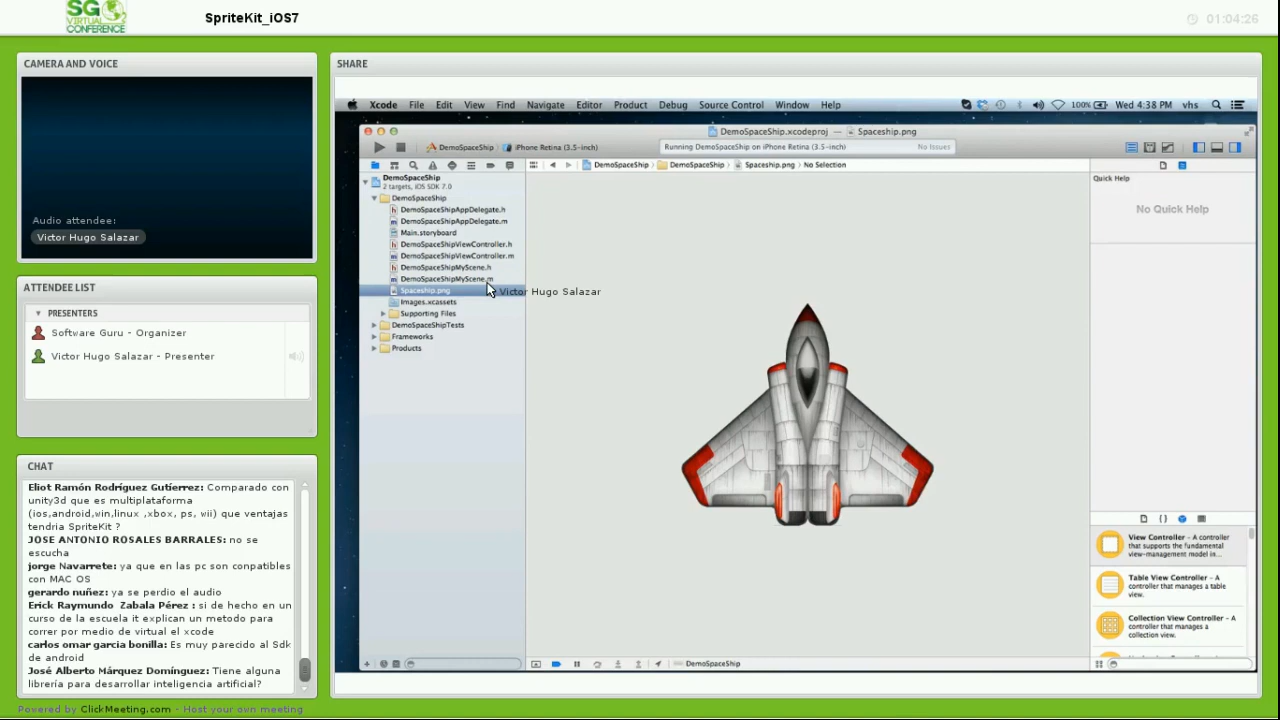 SG
VIRTUAL
CONFERENCE
SpriteKit_iOS7
01:04:26
CAMERA AND VOICE
Audio attendee:
Victor Hugo Salazar
ATTENDEE LIST
PRESENTERS
Software Guru - Organizer
Victor Hugo Salazar - Presenter
CHAT
Eliot Ramón Rodríguez Gutierrez: Comparado con
unity3d que es multiplataforma
(ios,android,win,linux ,xbox, ps, wii) que ventajas
tendria SpriteKit ?
JOSE ANTONIO ROSALES BARRALES: no se
escucha
jorge Navarrete: ya que en las pc son conpatibles
con MAC OS
gerardo nuñez: ya se perdio el audio
Erick Raymundo Zabala Pérez : si de hecho en un
curso de la escuela it explican un metodo para
correr por medio de virtual el xcode
carlos omar garcia bonilla: Es muy parecido al Sdk
de android
José Alberto Márquez Domínguez: Tiene alguna
librería para desarrollar inteligencia artificial?
Powered by ClickMeeting.com - Host your own meeting
SHARE
Xcode File Edit View Find Navigate Editor Product Debug Source Control Window Help
100% Wed 4:38 PM vhs
DemoSpaceShip.xcodeproj — Spaceship.png
DemoSpaceShip iPhone Retina (3.5-inch)
Running DemoSpaceShip on iPhone Retina (3.5-inch) No Issues
DemoSpaceShip DemoSpaceShip Spaceship.png No Selection
DemoSpaceShip
2 targets, iOS SDK 7.0
DemoSpaceShip
DemoSpaceShipAppDelegate.h
DemoSpaceShipAppDelegate.m
Main.storyboard
DemoSpaceShipViewController.h
DemoSpaceShipViewController.m
DemoSpaceShipMyScene.h
DemoSpaceShipMyScene.m
Spaceship.png
Victor Hugo Salazar
Images.xcassets
Supporting Files
DemoSpaceShipTests
Frameworks
Products
DemoSpaceShip
Quick Help
No Quick Help
View Controller - A controller
that supports the fundamental
view-management model in...
Table View Controller - A
controller that manages a table
view.
Collection View Controller - A
controller that manages a
collection view.